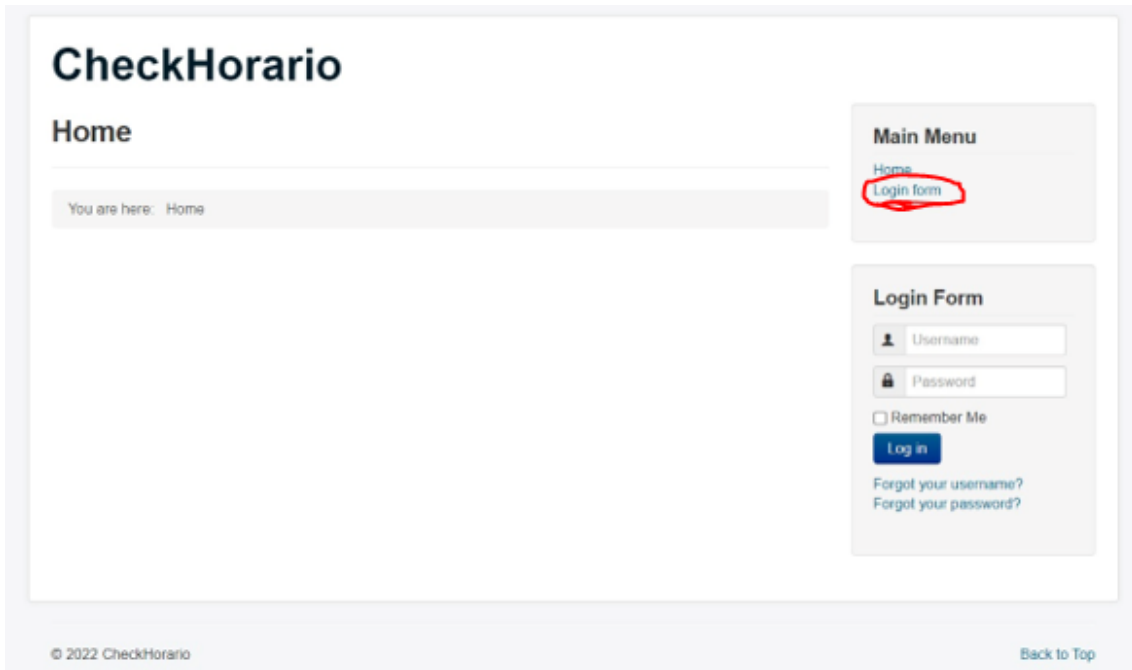 CheckHorario
Home
You are here: Home
Main Menu
Home
Login form
Login Form
Username
Password
Remember Me
Log in
Forgot your username?
Forgot your password?
© 2022 CheckHorario
Back to Top